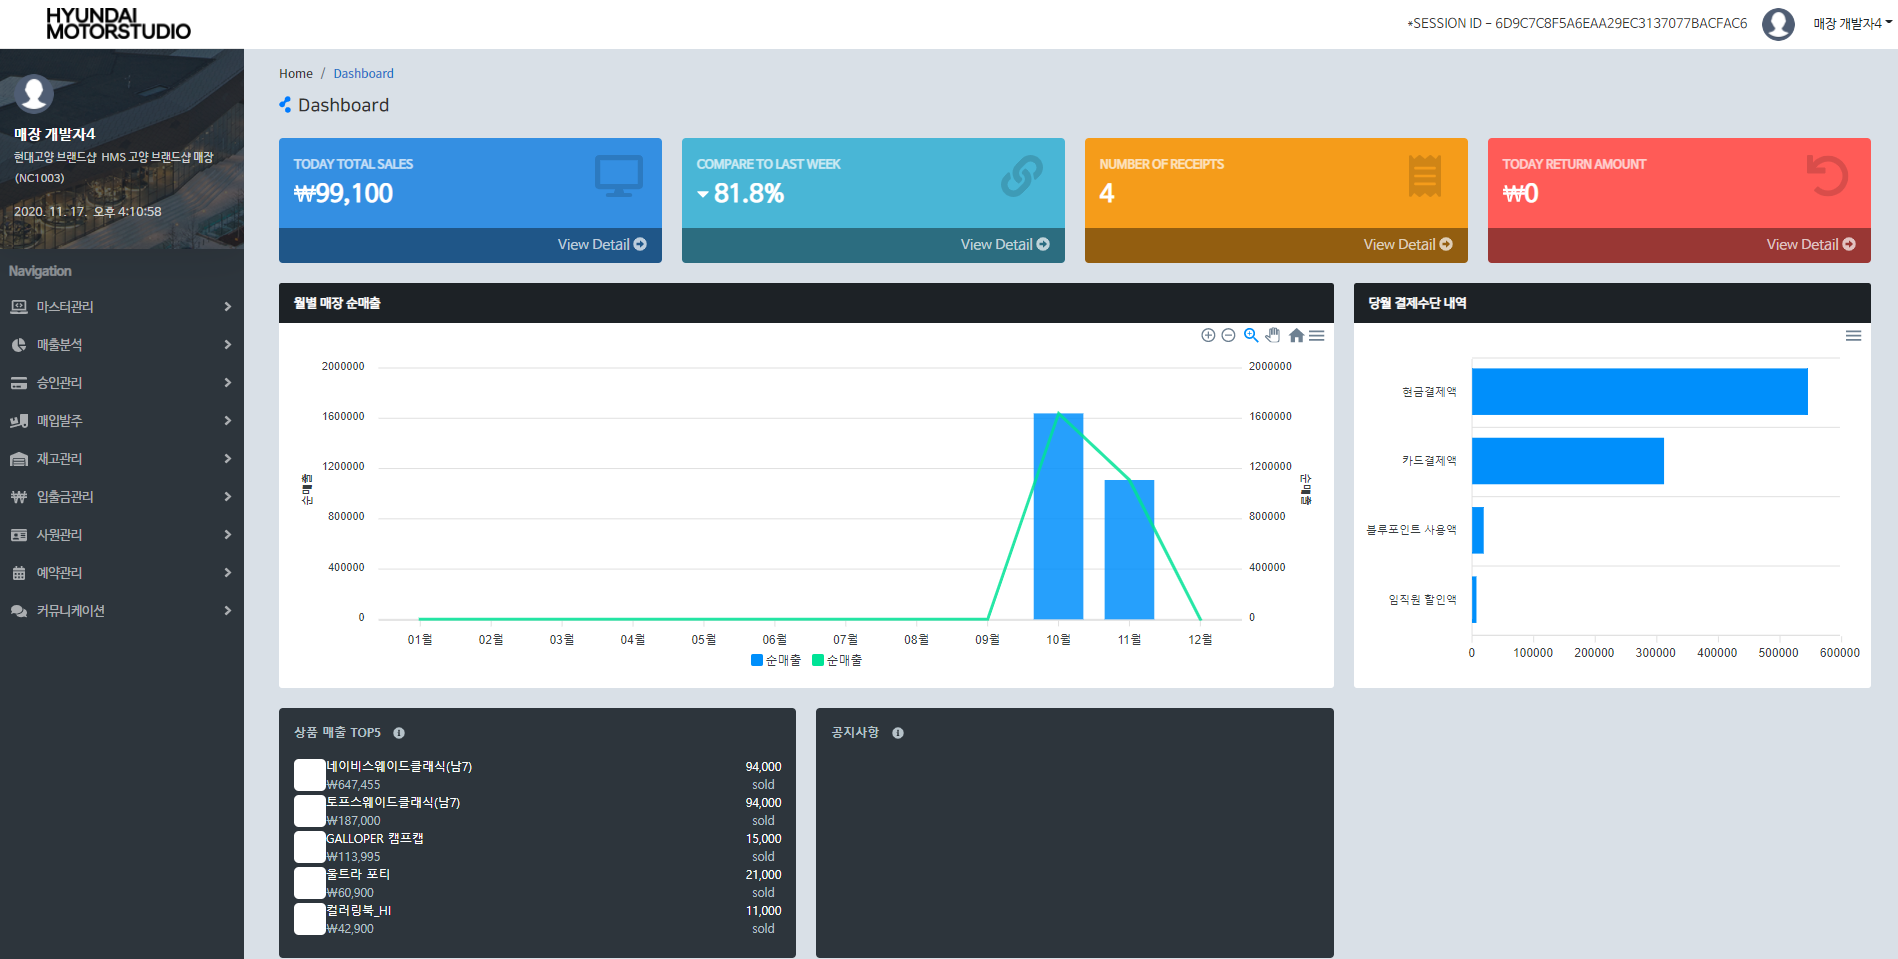 HYUNDAI
MOTORSTUDIO
*SESSION ID - 6D9C7C8F5A6EAA29EC3137077BACFAC6
매장 개발자4
매장 개발자4
현대고양 브랜드샵 HMS 고양 브랜드샵 매장
(NC1003)
2020. 11. 17. 오후 4:10:58
Navigation
마스터관리
매출분석
승인관리
매입발주
재고관리
입출금관리
사원관리
예약관리
커뮤니케이션
Home / Dashboard
Dashboard
TODAY TOTAL SALES
₩99,100
View Detail
COMPARE TO LAST WEEK
81.8%
View Detail
NUMBER OF RECEIPTS
4
View Detail
TODAY RETURN AMOUNT
₩0
View Detail
월별 매장 순매출
2000000
1600000
1200000
800000
400000
0
순매출
2000000
1600000
1200000
800000
400000
0
순매출
01월 02월 03월 04월 05월 06월 07월 08월 09월 10월 11월 12월
순매출 순매출
당월 결제수단 내역
현금결제액
카드결제액
블루포인트 사용액
임직원 할인액
0 100000 200000 300000 400000 500000 600000
상품 매출 TOP5
네이비스웨이드클래식(남7) 94,000
₩647,455 sold
토프스웨이드클래식(남7) 94,000
₩187,000 sold
GALLOPER 캠프캡 15,000
₩113,995 sold
울트라 포티 21,000
₩60,900 sold
컬러링북_HI 11,000
₩42,900 sold
공지사항